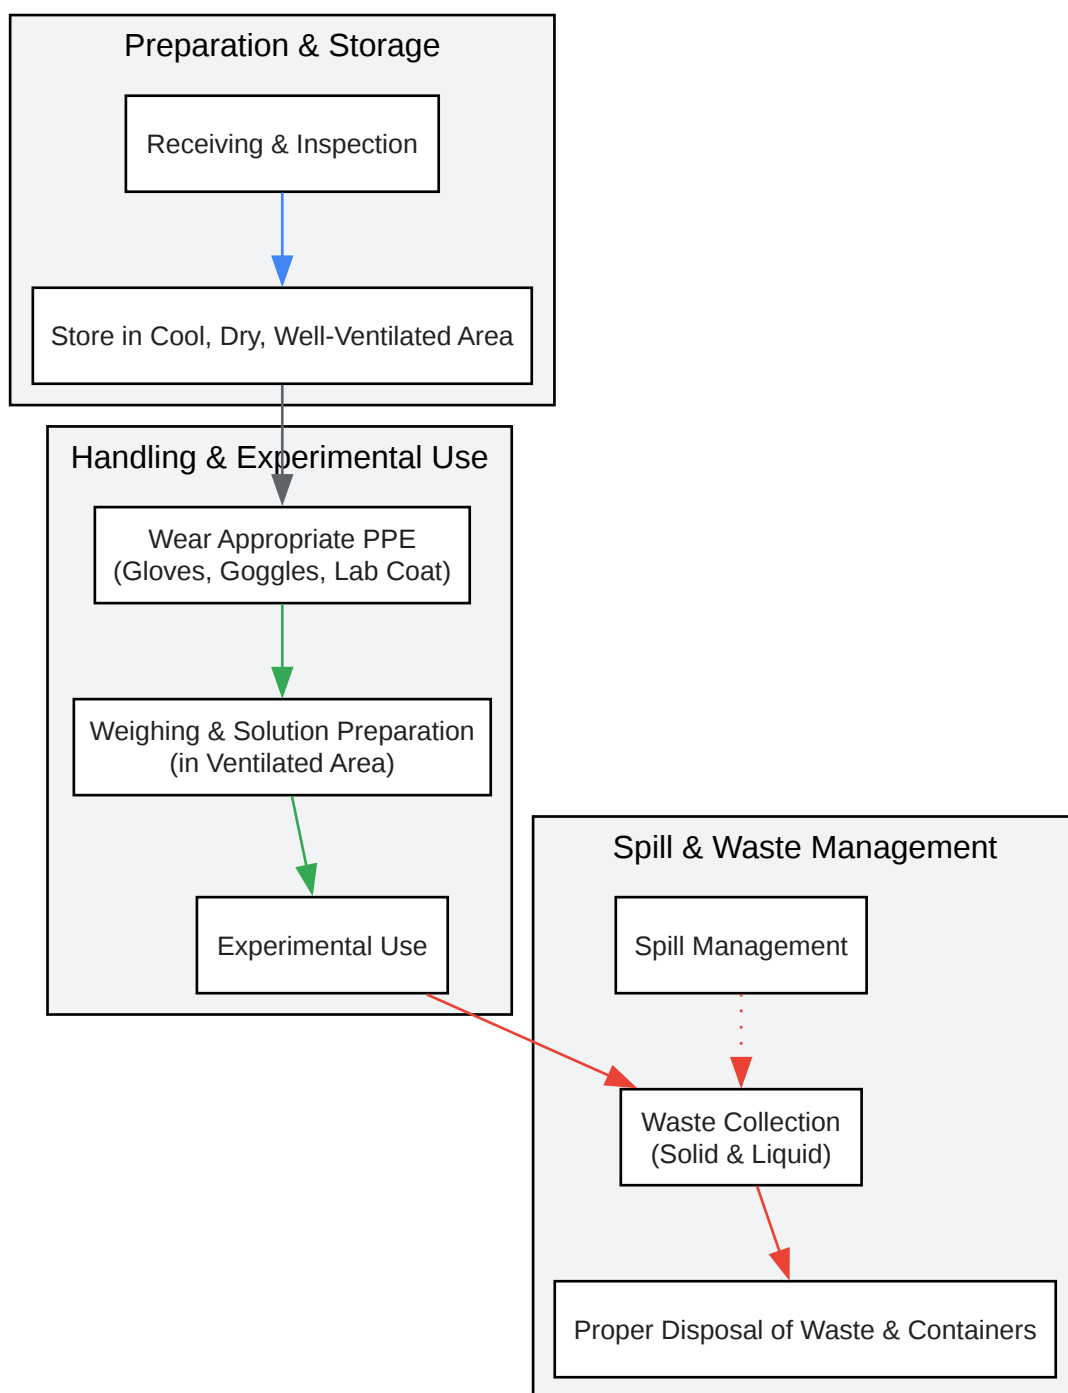 Preparation & Storage
Receiving & Inspection
Store in Cool, Dry, Well-Ventilated Area
Handling & Experimental Use
Wear Appropriate PPE
(Gloves, Goggles, Lab Coat)
Weighing & Solution Preparation
(in Ventilated Area)
Experimental Use
Spill & Waste Management
Spill Management
Waste Collection
(Solid & Liquid)
Proper Disposal of Waste & Containers